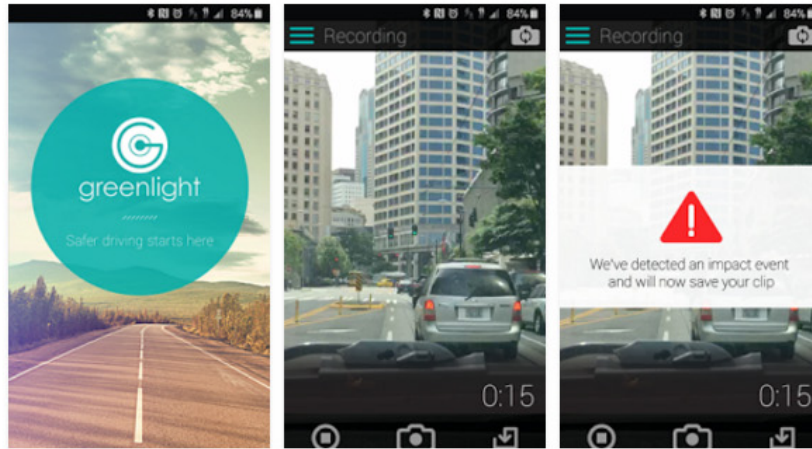 84%
greenlight
Safer driving starts here
84%
Recording
0:15
84%
Recording
We've detected an impact event
and will now save your clip
0:15